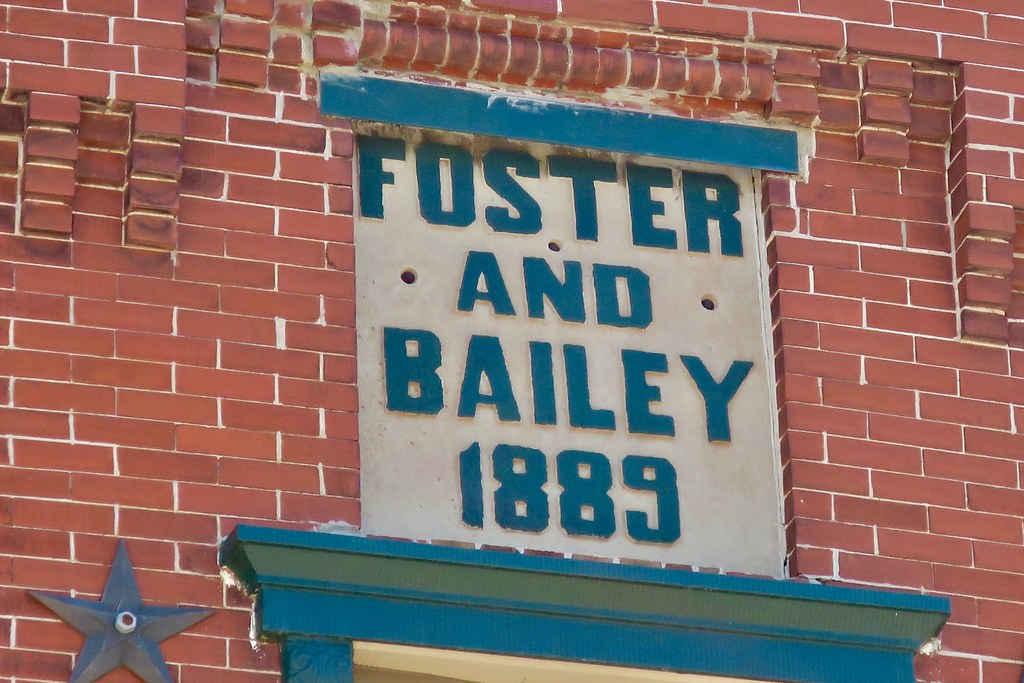 FOSTER
AND
BAILEY
1889